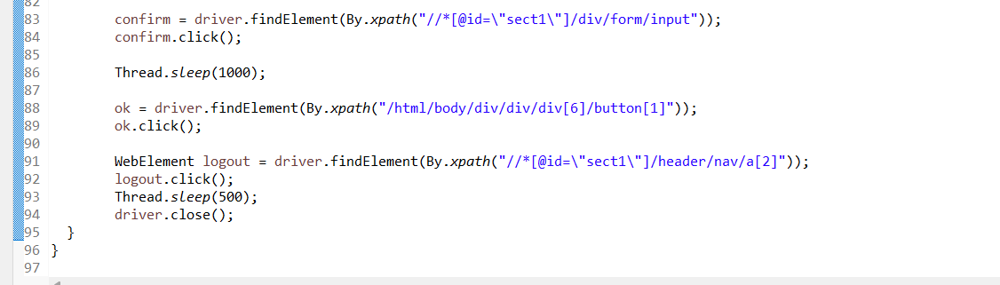 82
83 confirm = driver.findElement(By.xpath("//*[@id=\"sect1\"]/div/form/input"));
84 confirm.click();
85
86 Thread.sleep(1000);
87
88 ok = driver.findElement(By.xpath("/html/body/div/div/div[6]/button[1]"));
89 ok.click();
90
91 WebElement logout = driver.findElement(By.xpath("//*[@id=\"sect1\"]/header/nav/a[2]"));
92 logout.click();
93 Thread.sleep(500);
94 driver.close();
95 }
96 }
97